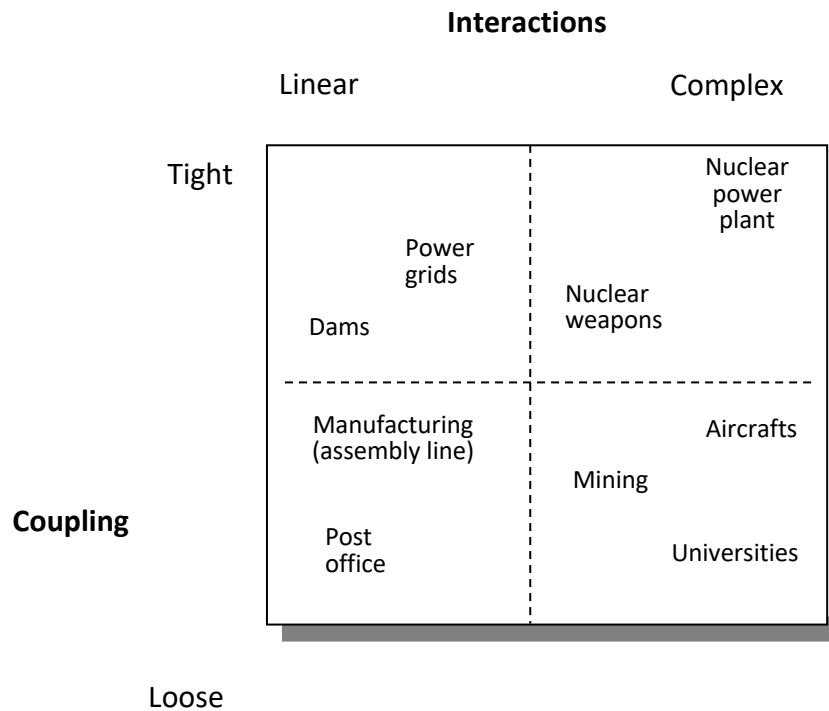 Interactions
Linear
Complex
Tight
Nuclear
power
plant
Power
grids
Nuclear
weapons
Dams
Manufacturing
(assembly line)
Aircrafts
Mining
Coupling
Post
office
Universities
Loose